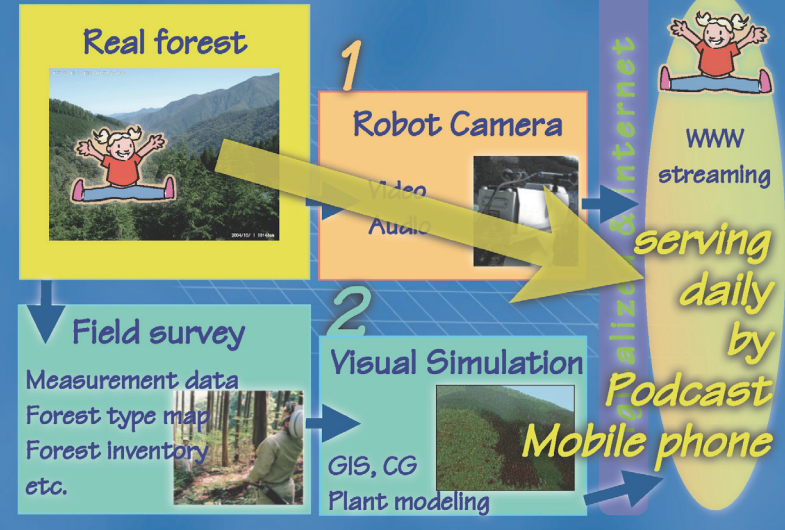 Real forest
1
Robot Camera
Video
Audio
WWW
streaming
serving
daily
by
Podcast
Mobile phone
Field survey
Measurement data
Forest type map
Forest inventory
etc.
2
Visual Simulation
GIS, CG
Plant modeling
& internet